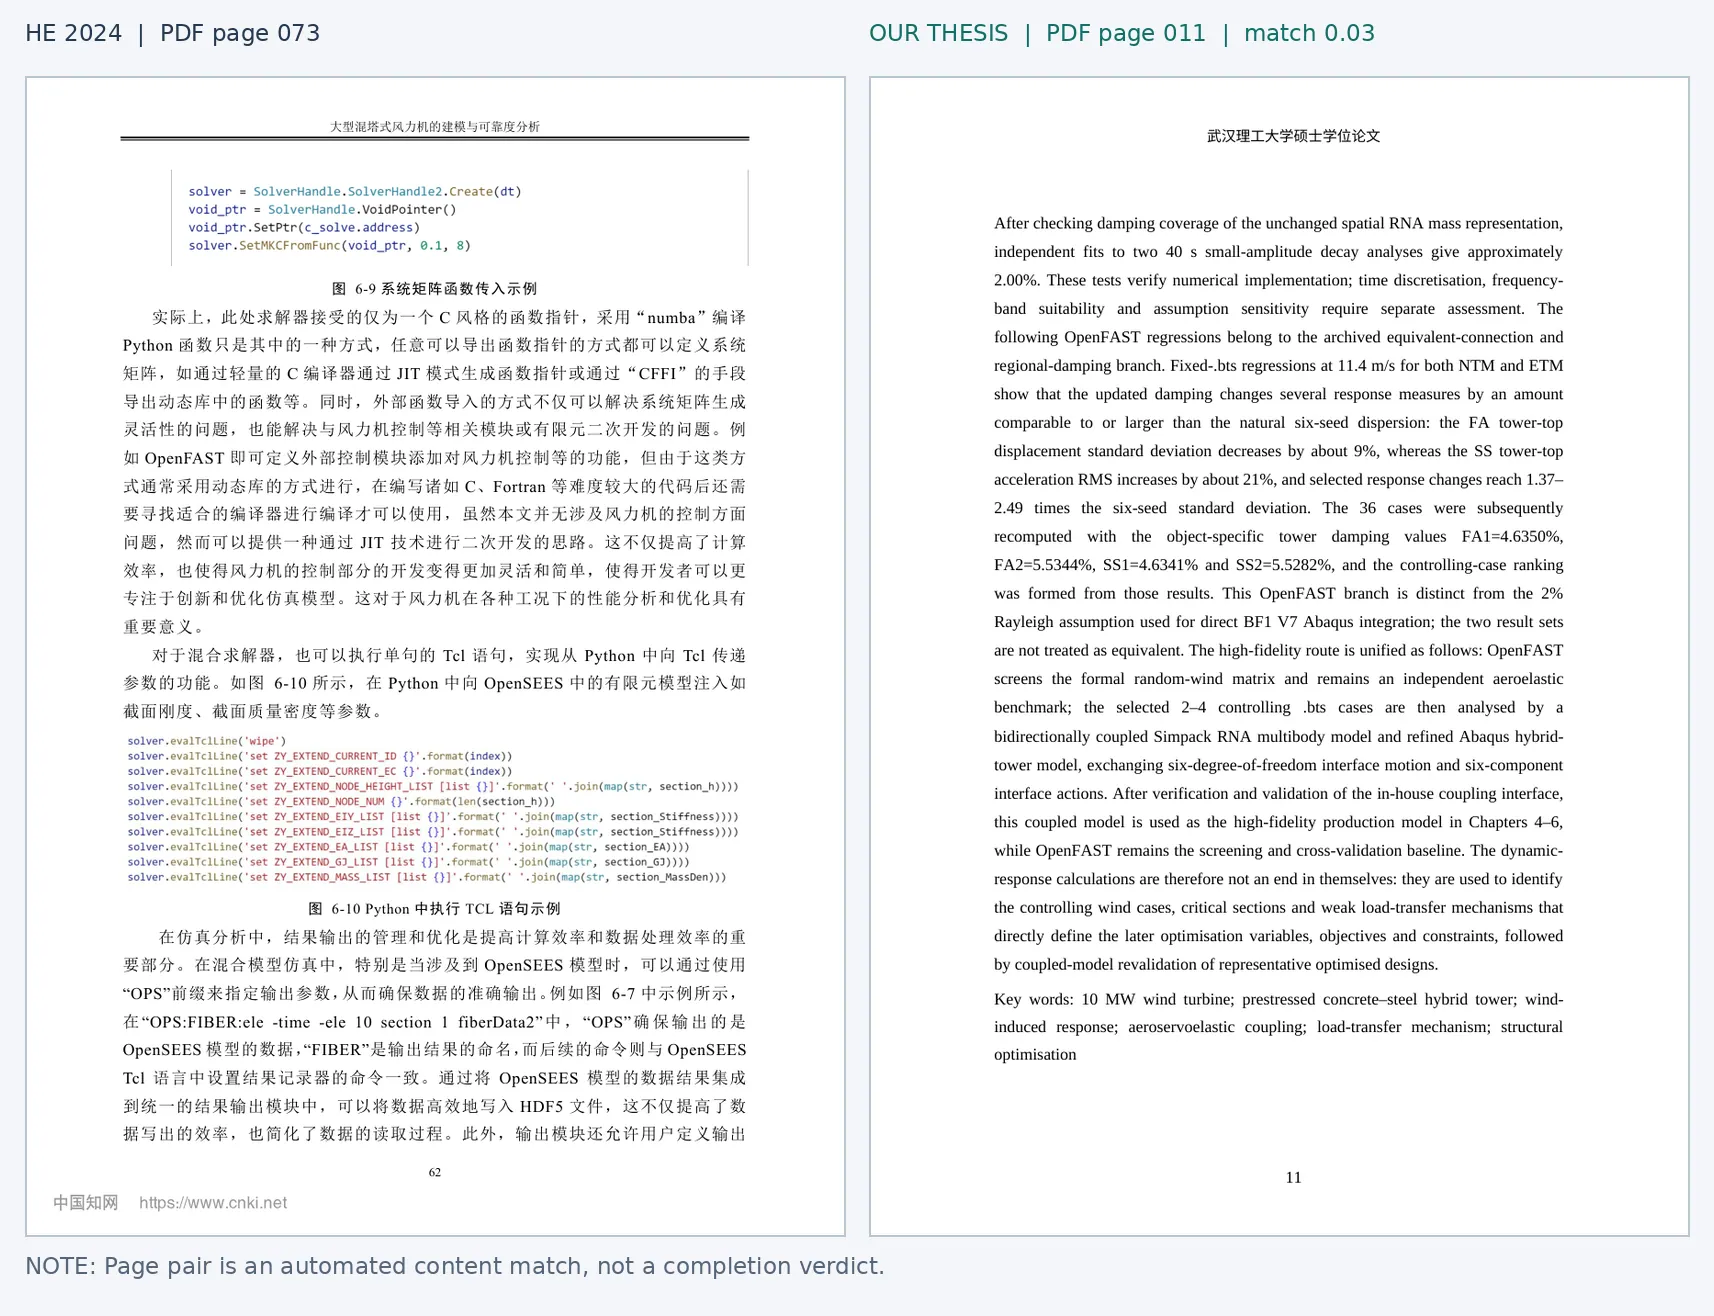 HE 2024 | PDF page 073
大型混塔式风力机的建模与可靠度分析
solver = SolverHandle.SolverHandle2.Create(dt)
void_ptr = SolverHandle.VoidPointer()
void_ptr.SetPtr(c_solve.address)
solver.SetMKCFromFunc(void_ptr, 0.1, 8)
图 6-9 系统矩阵函数传入示例
实际上，此处求解器接受的仅为一个 C 风格的函数指针，采用“numba”编译
Python 函数只是其中的一种方式，任意可以导出函数指针的方式都可以定义系统
矩阵，如通过轻量的 C 编译器通过 JIT 模式生成函数指针或通过“CFFI”的手段
导出动态库中的函数等。同时，外部函数导入的方式不仅可以解决系统矩阵生成
灵活性的问题，也能解决与风力机控制等相关模块或有限元二次开发的问题。例
如 OpenFAST 即可定义外部控制模块添加对风力机控制等的功能，但由于这类方
式通常采用动态库的方式进行，在编写诸如 C、Fortran 等难度较大的代码后还需
要寻找适合的编译器进行编译才可以使用，虽然本文并无涉及风力机的控制方面
问题，然而可以提供一种通过 JIT 技术进行二次开发的思路。这不仅提高了计算
效率，也使得风力机的控制部分的开发变得更加灵活和简单，使得开发者可以更
专注于创新和优化仿真模型。这对于风力机在各种工况下的性能分析和优化具有
重要意义。
对于混合求解器，也可以执行单句的 Tcl 语句，实现从 Python 中向 Tcl 传递
参数的功能。如图 6-10 所示，在 Python 中向 OpenSEES 中的有限元模型注入如
截面刚度、截面质量密度等参数。
solver.evalTclLine('wipe')
solver.evalTclLine('set ZY_EXTEND_CURRENT_ID {}'.format(index))
solver.evalTclLine('set ZY_EXTEND_CURRENT_EC {}'.format(index))
solver.evalTclLine('set ZY_EXTEND_NODE_HEIGHT_LIST [list {}]'.format(' '.join(map(str, section_h))))
solver.evalTclLine('set ZY_EXTEND_NODE_NUM {}'.format(len(section_h)))
solver.evalTclLine('set ZY_EXTEND_EIY_LIST [list {}]'.format(' '.join(map(str, section_Stiffness))))
solver.evalTclLine('set ZY_EXTEND_EIZ_LIST [list {}]'.format(' '.join(map(str, section_Stiffness))))
solver.evalTclLine('set ZY_EXTEND_EA_LIST [list {}]'.format(' '.join(map(str, section_EA))))
solver.evalTclLine('set ZY_EXTEND_GJ_LIST [list {}]'.format(' '.join(map(str, section_GJ))))
solver.evalTclLine('set ZY_EXTEND_MASS_LIST [list {}]'.format(' '.join(map(str, section_MassDen)))
图 6-10 Python 中执行 TCL 语句示例
在仿真分析中，结果输出的管理和优化是提高计算效率和数据处理效率的重
要部分。在混合模型仿真中，特别是当涉及到 OpenSEES 模型时，可以通过使用
“OPS”前缀来指定输出参数，从而确保数据的准确输出。例如图 6-7 中示例所示，
在“OPS:FIBER:ele -time -ele 10 section 1 fiberData2”中，“OPS”确保输出的是
OpenSEES 模型的数据，“FIBER”是输出结果的命名，而后续的命令则与 OpenSEES
Tcl 语言中设置结果记录器的命令一致。通过将 OpenSEES 模型的数据结果集成
到统一的结果输出模块中，可以将数据高效地写入 HDF5 文件，这不仅提高了数
据写出的效率，也简化了数据的读取过程。此外，输出模块还允许用户定义输出
62
中国知网 https://www.cnki.net
OUR THESIS | PDF page 011 | match 0.03
武汉理工大学硕士学位论文
After checking damping coverage of the unchanged spatial RNA mass representation,
independent fits to two 40 s small-amplitude decay analyses give approximately
2.00%. These tests verify numerical implementation; time discretisation, frequency-
band suitability and assumption sensitivity require separate assessment. The
following OpenFAST regressions belong to the archived equivalent-connection and
regional-damping branch. Fixed-.bts regressions at 11.4 m/s for both NTM and ETM
show that the updated damping changes several response measures by an amount
comparable to or larger than the natural six-seed dispersion: the FA tower-top
displacement standard deviation decreases by about 9%, whereas the SS tower-top
acceleration RMS increases by about 21%, and selected response changes reach 1.37–
2.49 times the six-seed standard deviation. The 36 cases were subsequently
recomputed with the object-specific tower damping values FA1=4.6350%,
FA2=5.5344%, SS1=4.6341% and SS2=5.5282%, and the controlling-case ranking
was formed from those results. This OpenFAST branch is distinct from the 2%
Rayleigh assumption used for direct BF1 V7 Abaqus integration; the two result sets
are not treated as equivalent. The high-fidelity route is unified as follows: OpenFAST
screens the formal random-wind matrix and remains an independent aeroelastic
benchmark; the selected 2–4 controlling .bts cases are then analysed by a
bidirectionally coupled Simpack RNA multibody model and refined Abaqus hybrid-
tower model, exchanging six-degree-of-freedom interface motion and six-component
interface actions. After verification and validation of the in-house coupling interface,
this coupled model is used as the high-fidelity production model in Chapters 4–6,
while OpenFAST remains the screening and cross-validation baseline. The dynamic-
response calculations are therefore not an end in themselves: they are used to identify
the controlling wind cases, critical sections and weak load-transfer mechanisms that
directly define the later optimisation variables, objectives and constraints, followed
by coupled-model revalidation of representative optimised designs.
Key words: 10 MW wind turbine; prestressed concrete–steel hybrid tower; wind-
induced response; aeroservoelastic coupling; load-transfer mechanism; structural
optimisation
11
NOTE: Page pair is an automated content match, not a completion verdict.